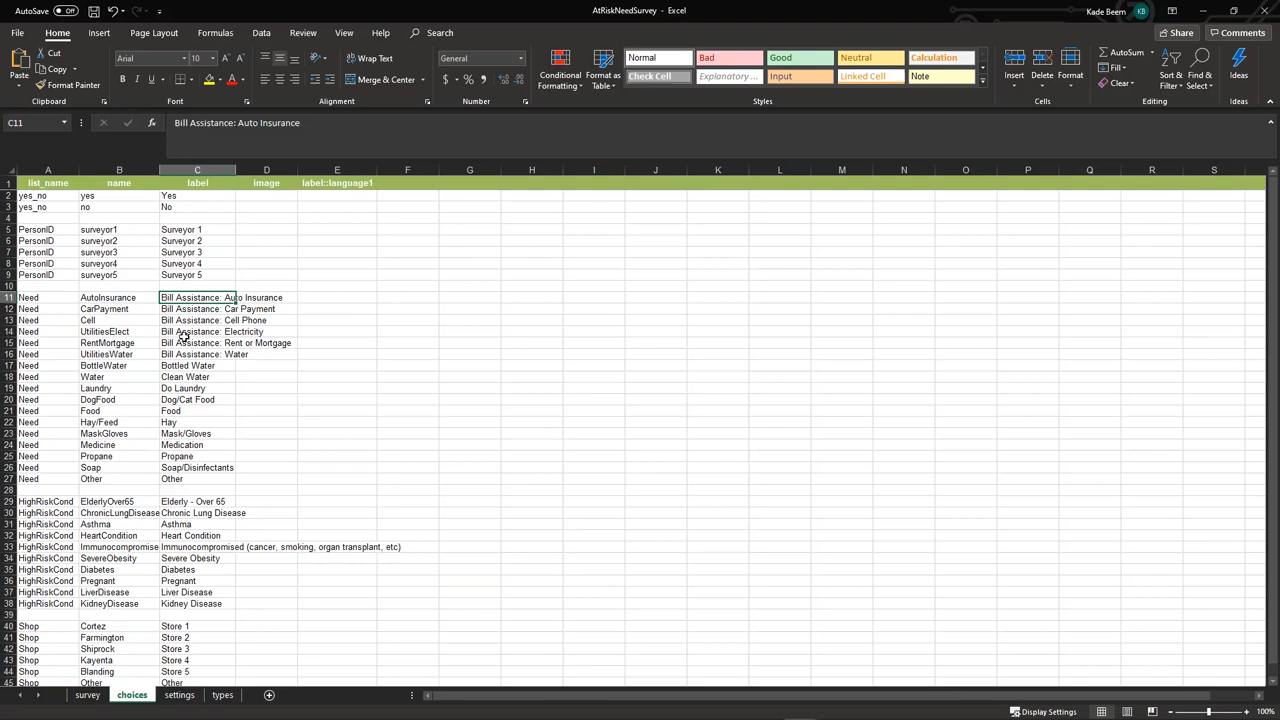 AutoSave Off AtRiskNeedSurvey - Excel Kade Beem KB
File Home Insert Page Layout Formulas Data Review View Help Search Share Comments
Paste Cut Arial 10 Wrap Text General Conditional Formatting Format as Table Normal Bad Good Neutral Calculation Insert Delete Format AutoSum Sort & Filter Find & Select Ideas
Copy Fill
Format Painter B I U A Merge & Center $ % Check Cell Explanatory ... Input Linked Cell Note Clear
Clipboard Font Alignment Number Styles Cells Editing Ideas
C11 fx Bill Assistance: Auto Insurance
A B C D E F G H I J K L M N O P Q R S
1 list_name name label image label::language1
2 yes_no yes Yes
3 yes_no no No
4
5 PersonID surveyor1 Surveyor 1
6 PersonID surveyor2 Surveyor 2
7 PersonID surveyor3 Surveyor 3
8 PersonID surveyor4 Surveyor 4
9 PersonID surveyor5 Surveyor 5
10
11 Need AutoInsurance Bill Assistance: Auto Insurance
12 Need CarPayment Bill Assistance: Car Payment
13 Need Cell Bill Assistance: Cell Phone
14 Need UtilitiesElect Bill Assistance: Electricity
15 Need RentMortgage Bill Assistance: Rent or Mortgage
16 Need UtilitiesWater Bill Assistance: Water
17 Need BottleWater Bottled Water
18 Need Water Clean Water
19 Need Laundry Do Laundry
20 Need DogFood Dog/Cat Food
21 Need Food Food
22 Need Hay/Feed Hay
23 Need MaskGloves Mask/Gloves
24 Need Medicine Medication
25 Need Propane Propane
26 Need Soap Soap/Disinfectants
27 Need Other Other
28
29 HighRiskCond ElderlyOver65 Elderly - Over 65
30 HighRiskCond ChronicLungDisease Chronic Lung Disease
31 HighRiskCond Asthma Asthma
32 HighRiskCond HeartCondition Heart Condition
33 HighRiskCond Immunocompromise Immunocompromised (cancer, smoking, organ transplant, etc)
34 HighRiskCond SevereObesity Severe Obesity
35 HighRiskCond Diabetes Diabetes
36 HighRiskCond Pregnant Pregnant
37 HighRiskCond LiverDisease Liver Disease
38 HighRiskCond KidneyDisease Kidney Disease
39
40 Shop Cortez Store 1
41 Shop Farmington Store 2
42 Shop Shiprock Store 3
43 Shop Kayenta Store 4
44 Shop Blanding Store 5
45 Shop Other Other
survey choices settings types
Display Settings 100%